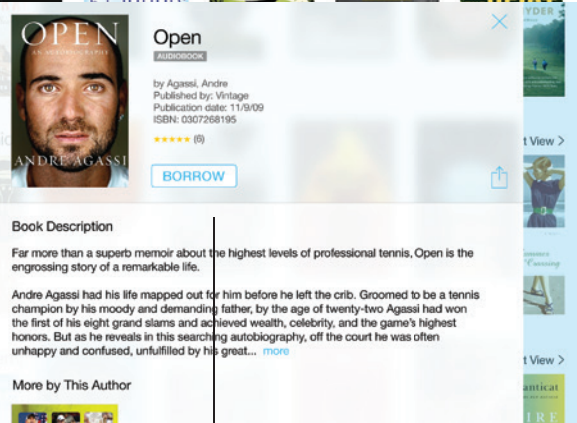 OPEN
AN AUTOBIOGRAPHY
ANDRE AGASSI
Open
AUDIOBOOK
by Agassi, Andre
Published by: Vintage
Publication date: 11/9/09
ISBN: 0307268195
(6)
BORROW
Book Description
Far more than a superb memoir about the highest levels of professional tennis, Open is the
engrossing story of a remarkable life.
Andre Agassi had his life mapped out for him before he left the crib. Groomed to be a tennis
champion by his moody and demanding father, by the age of twenty-two Agassi had won
the first of his eight grand slams and achieved wealth, celebrity, and the game's highest
honors. But as he reveals in this searching autobiography, off the court he was often
unhappy and confused, unfulfilled by his great... more
More by This Author
YDER
t View >
Crossing
t View >
antical
IRE